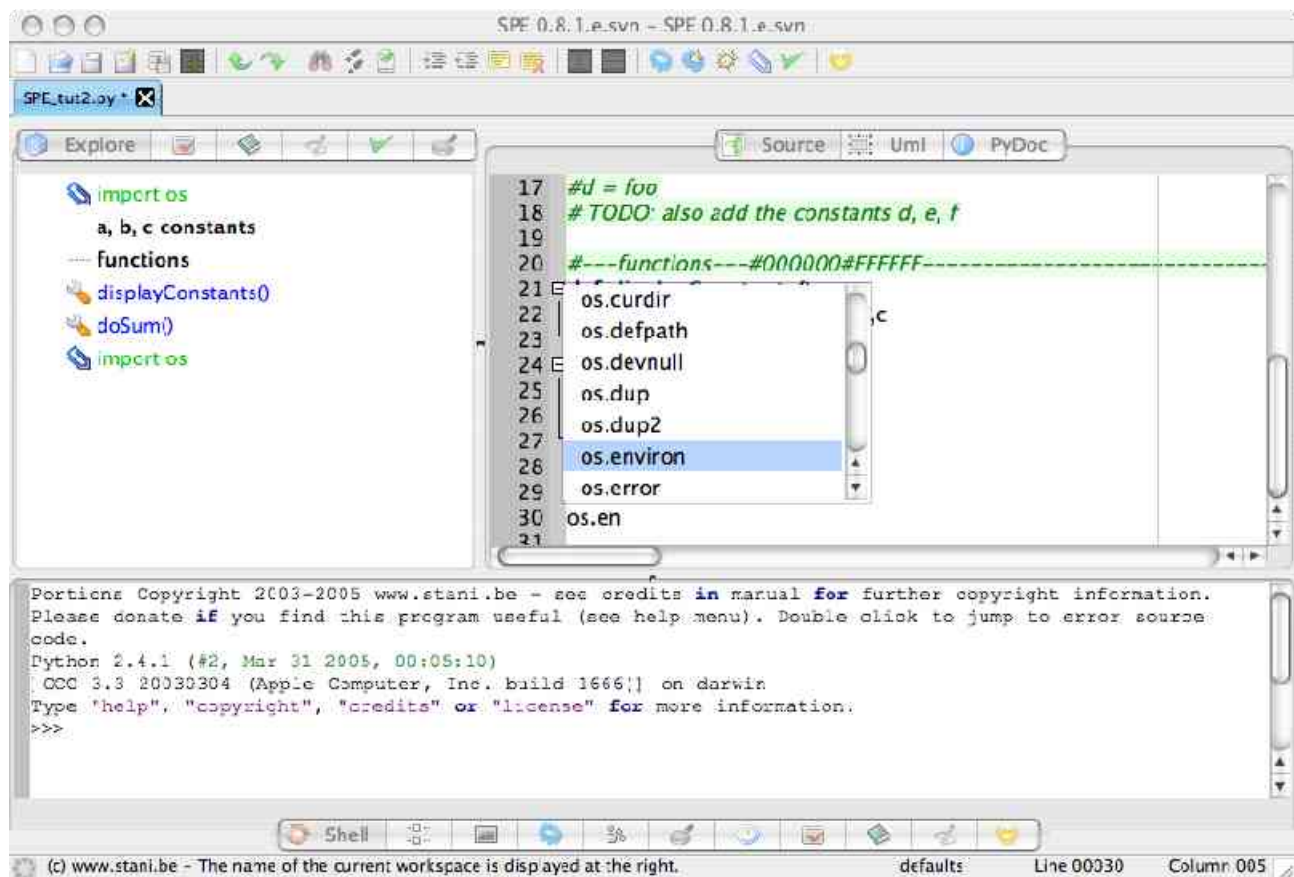 SPE 0.8.1.e.svn - SPE 0.8.1.e.svn
SPE_tut2.py *
Explore
Source Uml PyDoc
import os
a, b, c constants
functions
displayConstants()
doSum()
import os
17 #d = foo
18 # TODO: also add the constants d, e, f
19
20 #---functions---#000000#FFFFFF--------------------------------
21
22 ,c
23
24
25
26
27
28
29
30 os.en
31
os.curdir
os.defpath
os.devnull
os.dup
os.dup2
os.environ
os.error
Portions Copyright 2003-2005 www.stani.be - see credits in manual for further copyright information.
Please donate if you find this program useful (see help menu). Double click to jump to error source
code.
Python 2.4.1 (#2, Mar 31 2005, 00:05:10)
[GCC 3.3 20030304 (Apple Computer, Inc. build 1666)] on darwin
Type "help", "copyright", "credits" or "license" for more information.
>>>
Shell
(c) www.stani.be - The name of the current workspace is displayed at the right. defaults Line 00030 Column 005